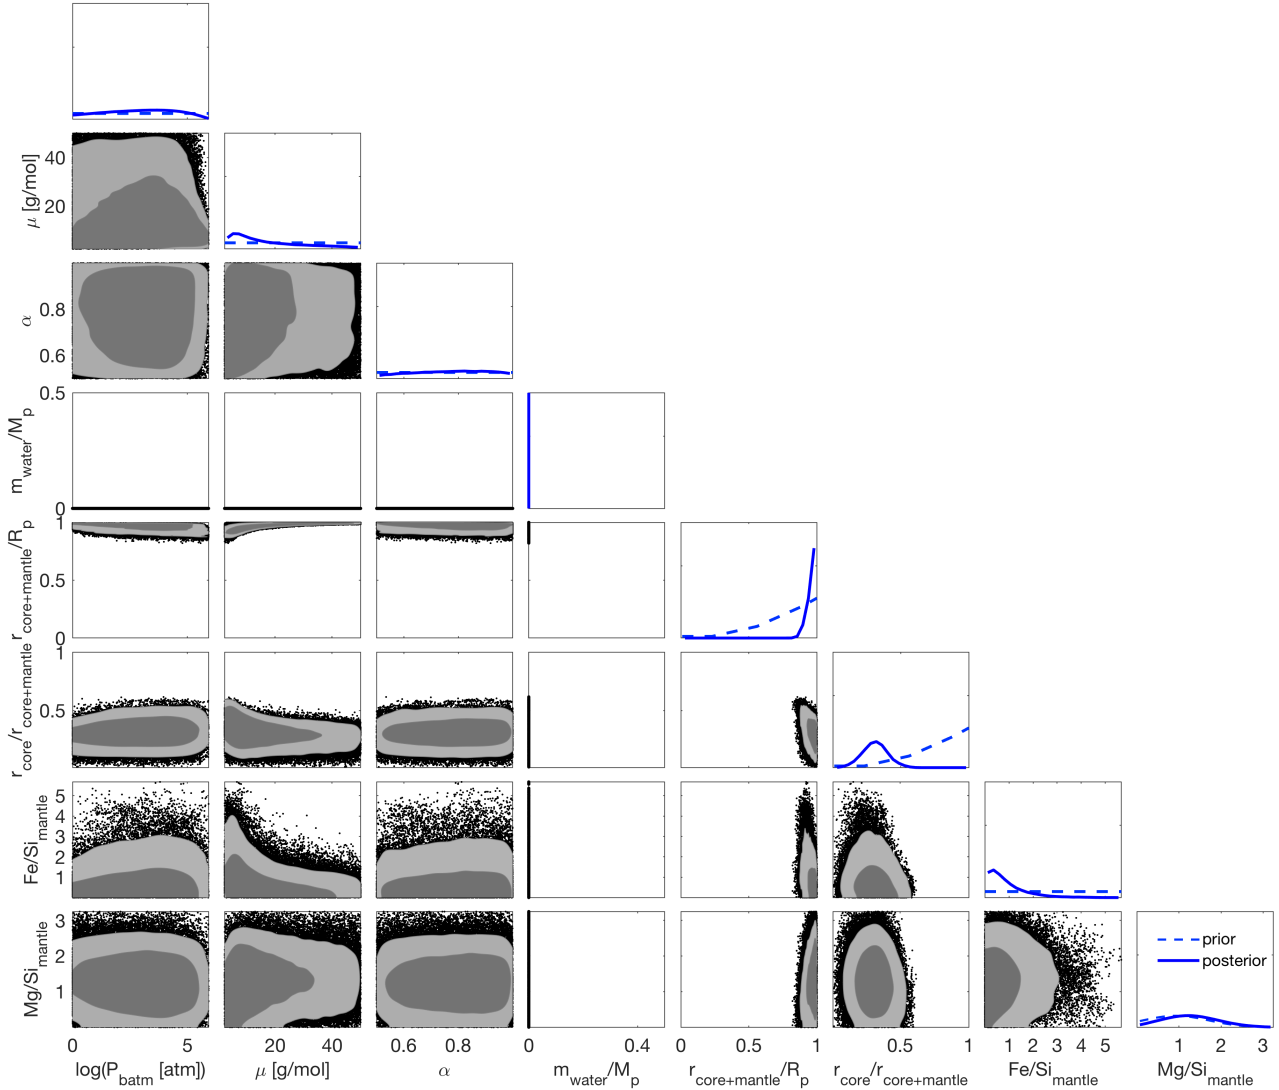 μ [g/mol]
40
20
α
0.8
0.6
m_water/M_p
0.5
0
r_core+mantle/R_p
1
0.5
0
r_core/r_core+mantle
1
0.5
Fe/Si_mantle
5
4
3
2
1
Mg/Si_mantle
3
2
1
prior
posterior
0 5 20 40 0.6 0.8 0 0.4 0 0.5 1 0 0.5 1 1 2 3 4 5 1 2 3
log(P_batm [atm]) μ [g/mol] α m_water/M_p r_core+mantle/R_p r_core/r_core+mantle Fe/Si_mantle Mg/Si_mantle